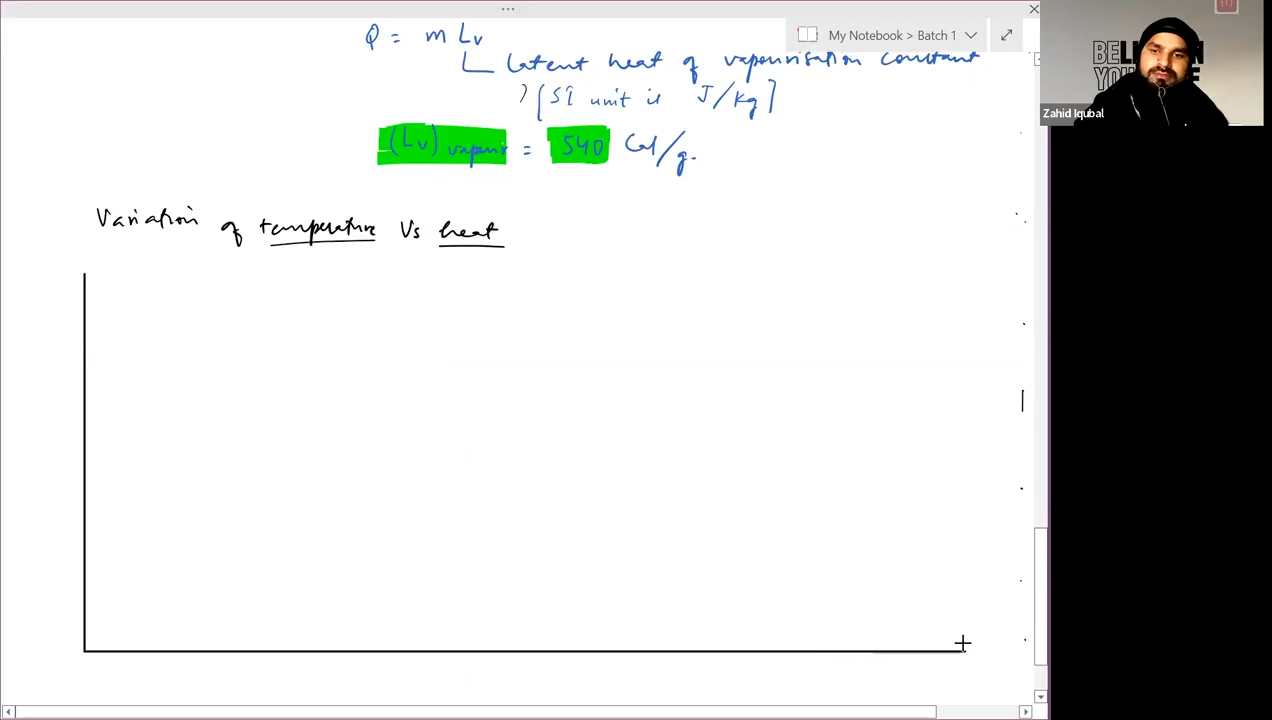 ...
Q = m Lv
My Notebook > Batch 1
Latent heat of vapourisation constant
[SI unit is J/kg]
(Lv) vapour = 540 Cal/g.
Variation of temperature Vs heat
Zahid Iqubal